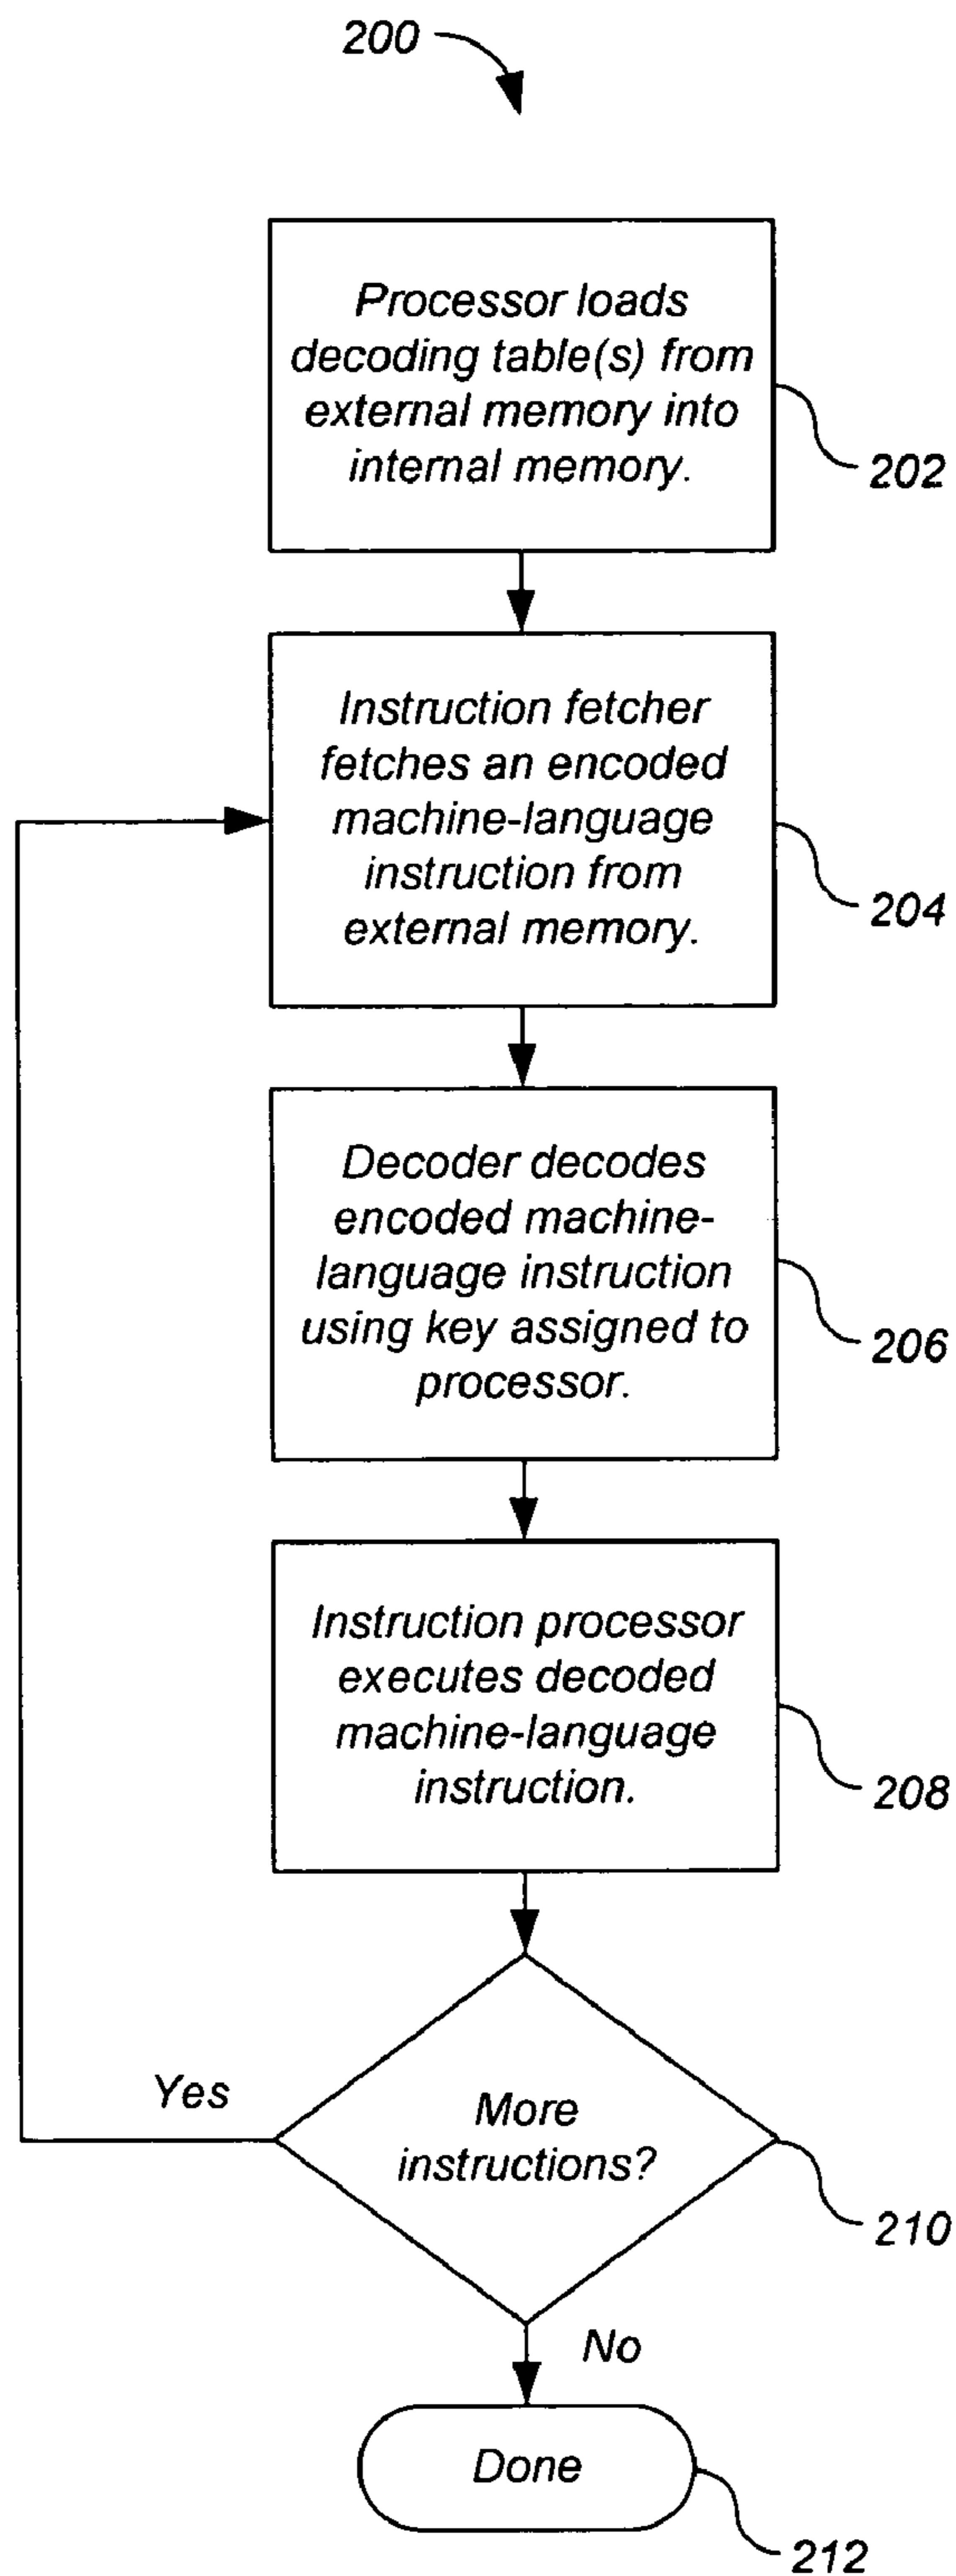 200
Processor loads
decoding table(s) from
external memory into
internal memory.
202
Instruction fetcher
fetches an encoded
machine-language
instruction from
external memory.
204
Decoder decodes
encoded machine-
language instruction
using key assigned to
processor.
206
Instruction processor
executes decoded
machine-language
instruction.
208
Yes
More
instructions?
210
No
Done
212